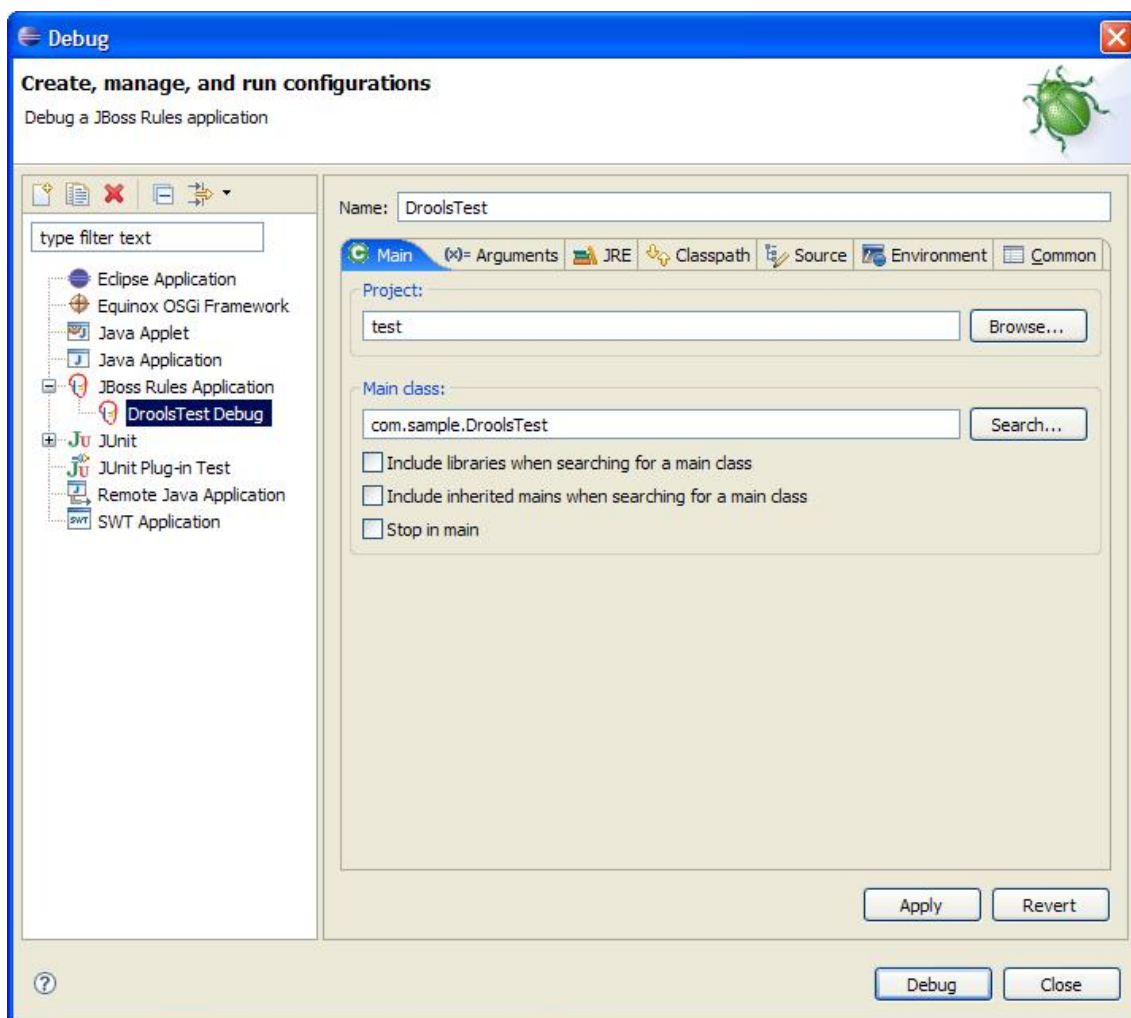 Debug
Create, manage, and run configurations
Debug a JBoss Rules application
type filter text
Eclipse Application
Equinox OSGi Framework
Java Applet
Java Application
JBoss Rules Application
DroolsTest Debug
JUnit
JUnit Plug-in Test
Remote Java Application
SWT Application
Name: DroolsTest
Main (x)= Arguments JRE Classpath Source Environment Common
Project:
test Browse...
Main class:
com.sample.DroolsTest Search...
Include libraries when searching for a main class
Include inherited mains when searching for a main class
Stop in main
Apply Revert
? Debug Close